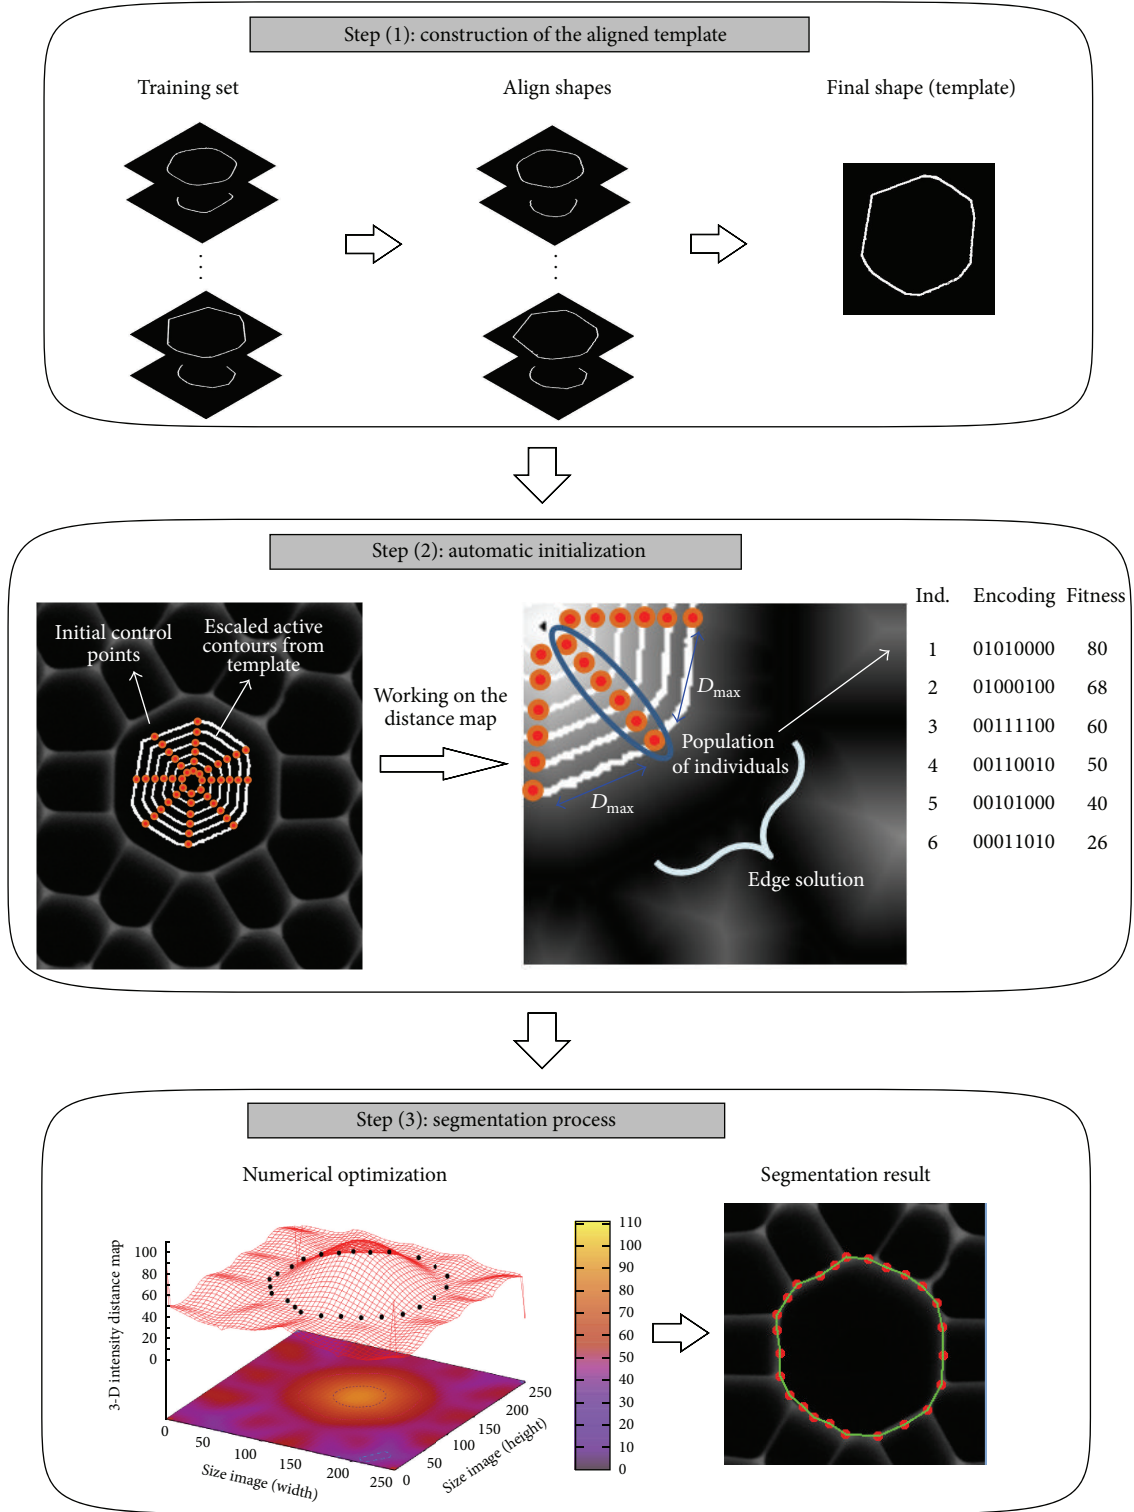 Step (1): construction of the aligned template
Training set
Align shapes
Final shape (template)
Step (2): automatic initialization
Initial control
points
Escaled active
contours from
template
Working on the
distance map
D max
D max
Population
of individuals
Edge solution
Ind. Encoding Fitness
1 01010000 80
2 01000100 68
3 00111100 60
4 00110010 50
5 00101000 40
6 00011010 26
Step (3): segmentation process
Numerical optimization
Segmentation result
3-D intensity distance map
100
80
60
40
20
0
0
50
100
150
200
250
Size image (width)
0
50
100
150
200
250
Size image (height)
110
100
90
80
70
60
50
40
30
20
10
0